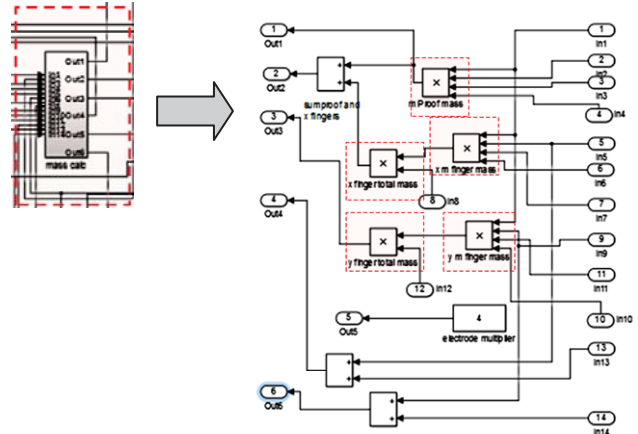 Out1
Out2
Out3
Out4
Out5
Out6
mass calc
1
Out1
2
Out2
3
Out3
4
Out4
5
Out5
6
Out6
+
+
sum proof and
x fingers
×
m Proof mass
×
x m finger mass
×
x finger total mass
8
In8
×
y m finger mass
×
y finger total mass
12
In12
4
electrode multiplier
+
+
+
+
1
In1
2
In2
3
In3
4
In4
5
In5
6
In6
7
In7
9
In9
11
In11
10
In10
13
In13
14
In14